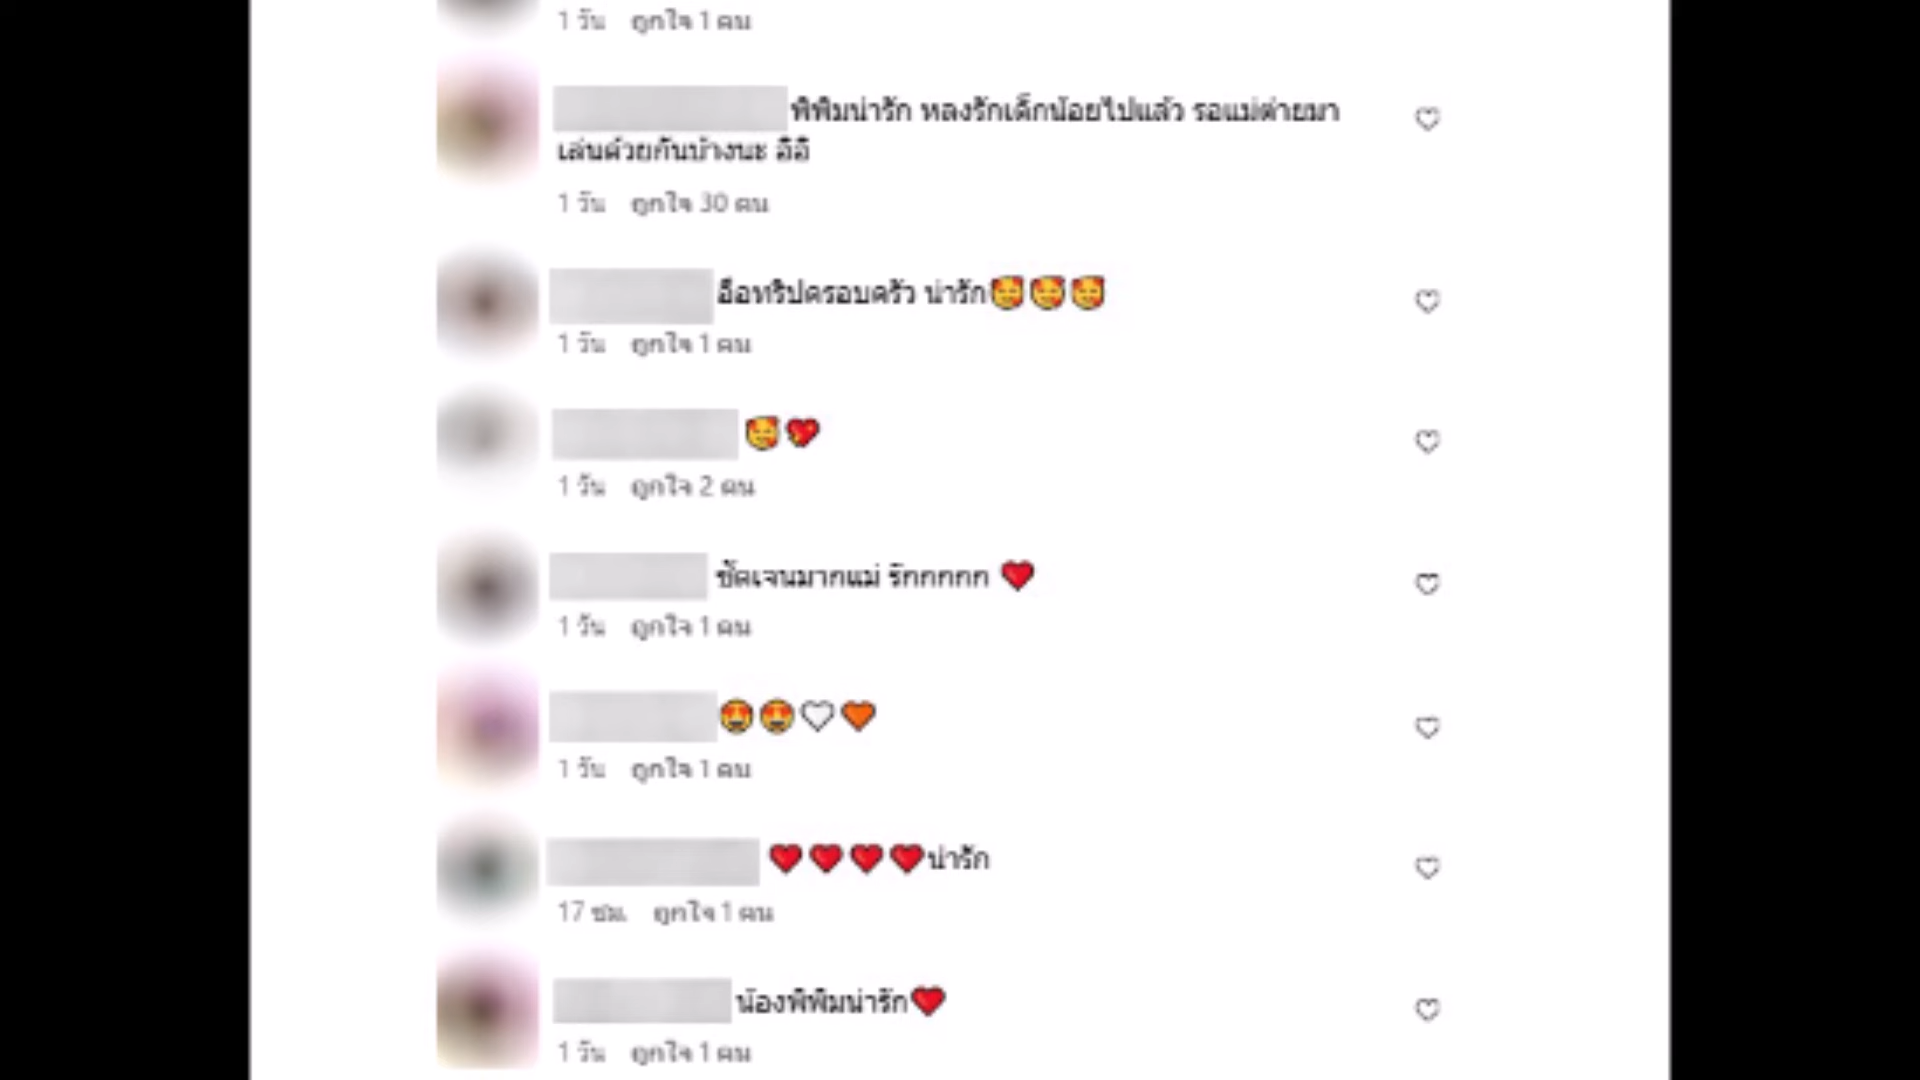 1 วัน ถูกใจ 1 คน
พิพิมน่ารัก หลงรักเด็กน้อยไปแล้ว รอแม่ต่ายมา
เล่นด้วยกันบ้างนะ อิอิ
1 วัน ถูกใจ 30 คน
อื้อทริปครอบครัว น่ารัก🥰🥰🥰
1 วัน ถูกใจ 1 คน
🥰💖
1 วัน ถูกใจ 2 คน
ชัดเจนมากแม่ รักกกกก ❤️
1 วัน ถูกใจ 1 คน
😍😍🤍🧡
1 วัน ถูกใจ 1 คน
❤️❤️❤️❤️น่ารัก
17 ชม. ถูกใจ 1 คน
น้องพิพิมน่ารัก❤️
1 วัน ถูกใจ 1 คน